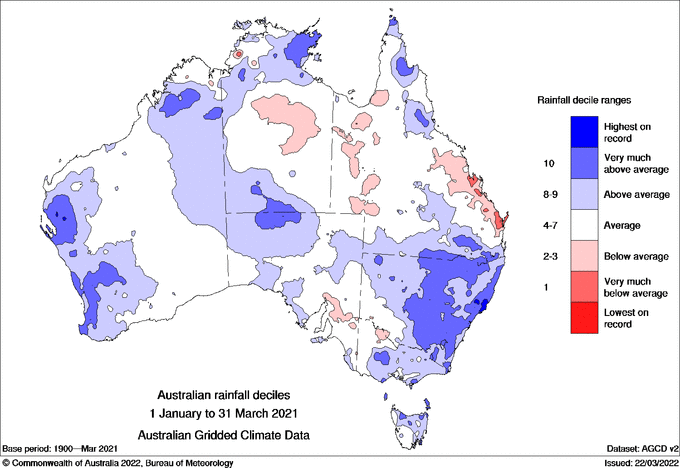 Rainfall decile ranges
Highest on
record
10 Very much
above average
8-9 Above average
4-7 Average
2-3 Below average
1 Very much
below average
Lowest on
record
Australian rainfall deciles
1 January to 31 March 2021
Australian Gridded Climate Data
Base period: 1900—Mar 2021
Dataset: AGCD v2
© Commonwealth of Australia 2022, Bureau of Meteorology
Issued: 22/03/2022